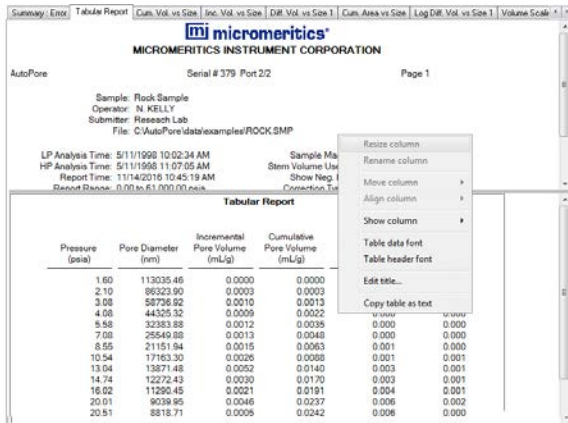 Summary : Error Tabular Report Cum. Vol. vs Size Inc. Vol. vs Size Diff. Vol. vs Size 1 Cum. Area vs Size Log Diff. Vol. vs Size 1 Volume Scale
mi micromeritics®
MICROMERITICS INSTRUMENT CORPORATION
AutoPore Serial # 379 Port 2/2 Page 1
Sample: Rock Sample
Operator: N. KELLY
Submitter: Reseach Lab
File: C:\AutoPore\data\examples\ROCK.SMP
LP Analysis Time: 5/11/1998 10:02:34 AM Sample Ma
HP Analysis Time: 5/11/1998 11:07:05 AM Stem Volume Use
Report Time: 11/14/2016 10:45:19 AM Show Neg. I
Report Range: 0.00 to 61,000.00 psia Correction Ty
Resize column
Rename column
Move column
Align column
Show column
Table data font
Table header font
Edit title...
Copy table as text
Tabular Report
Pressure (psia) Pore Diameter (nm) Incremental Pore Volume (mL/g) Cumulative Pore Volume (mL/g)
1.60 113035.46 0.0000 0.0000
2.10 86323.90 0.0003 0.0003
3.08 58736.92 0.0010 0.0013
4.08 44325.32 0.0009 0.0022 0.000 0.000
5.58 32383.88 0.0012 0.0035 0.000 0.000
7.08 25549.88 0.0013 0.0048 0.000 0.000
8.55 21151.94 0.0015 0.0063 0.001 0.000
10.54 17163.30 0.0026 0.0088 0.001 0.001
13.04 13871.48 0.0052 0.0140 0.003 0.001
14.74 12272.43 0.0030 0.0170 0.003 0.001
16.02 11290.45 0.0021 0.0191 0.004 0.001
20.01 9039.95 0.0046 0.0237 0.006 0.002
20.51 8818.71 0.0005 0.0242 0.006 0.000